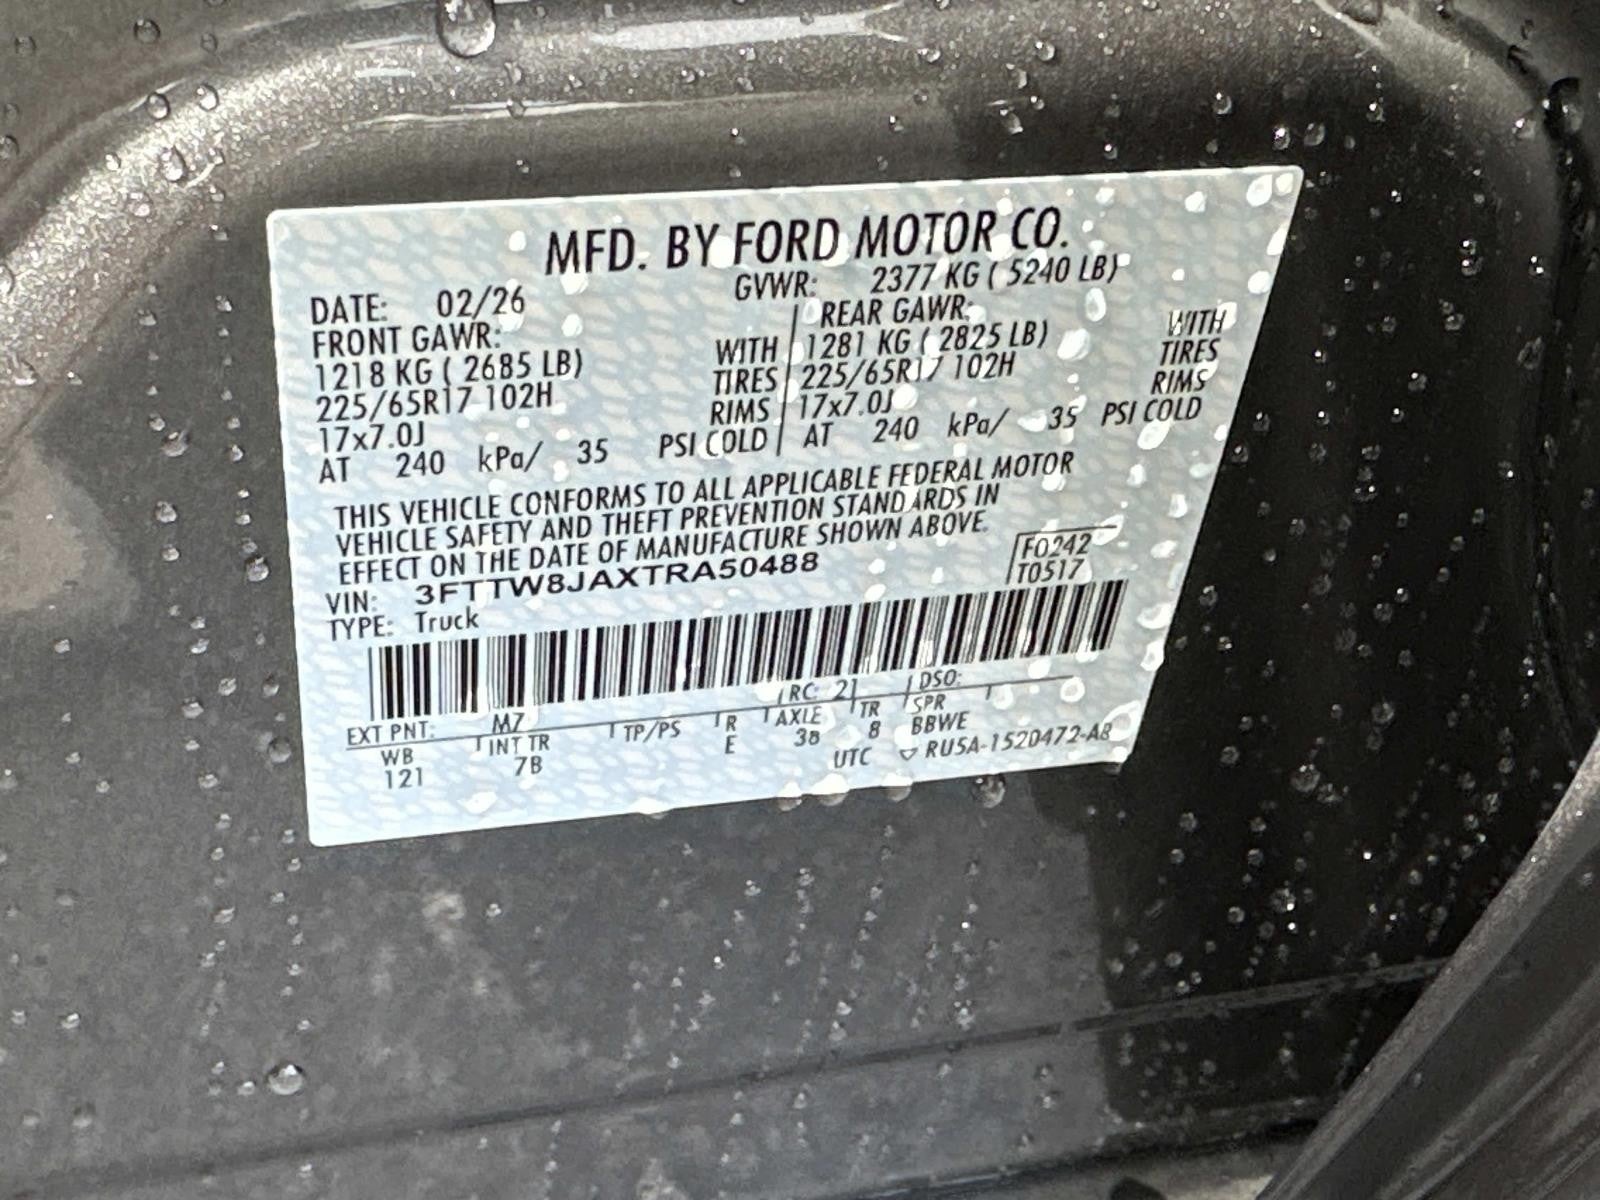 MFD. BY FORD MOTOR CO.
DATE: 02/26 GVWR: 2377 KG ( 5240 LB)
FRONT GAWR: REAR GAWR:
1218 KG ( 2685 LB) WITH 1281 KG ( 2825 LB) WITH
225/65R17 102H TIRES 225/65R17 102H TIRES
17x7.0J RIMS 17x7.0J RIMS
AT 240 kPa/ 35 PSI COLD AT 240 kPa/ 35 PSI COLD
THIS VEHICLE CONFORMS TO ALL APPLICABLE FEDERAL MOTOR
VEHICLE SAFETY AND THEFT PREVENTION STANDARDS IN
EFFECT ON THE DATE OF MANUFACTURE SHOWN ABOVE.
VIN: 3FTTW8JAXTRA50488 F0242
TYPE: Truck T0517
EXT PNT: M7 RC: 21 DSO:
WB INT TR TP/PS R AXLE TR SPR
121 7B E 38 8 BBWE
UTC ▽ RU5A-1520472-AB